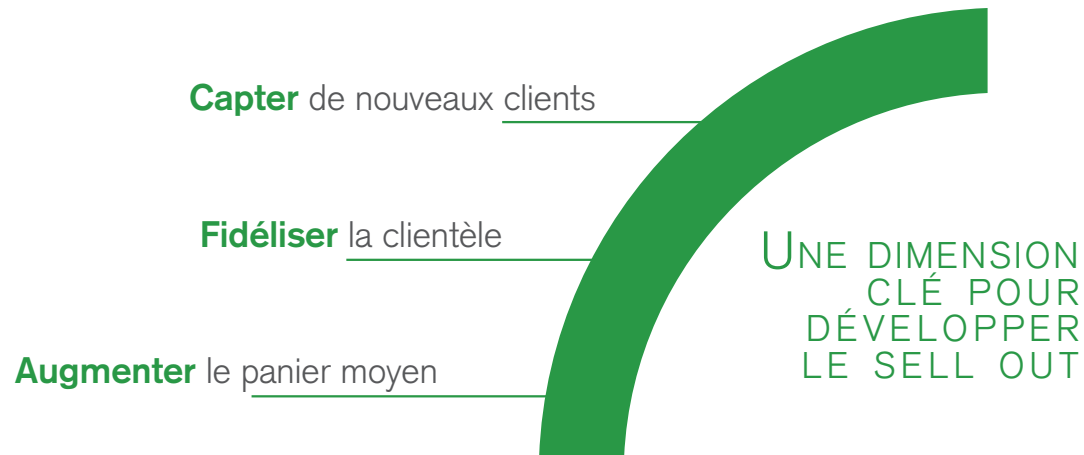 Capter de nouveaux clients
Fidéliser la clientèle
Augmenter le panier moyen
UNE DIMENSION
CLÉ POUR
DÉVELOPPER
LE SELL OUT